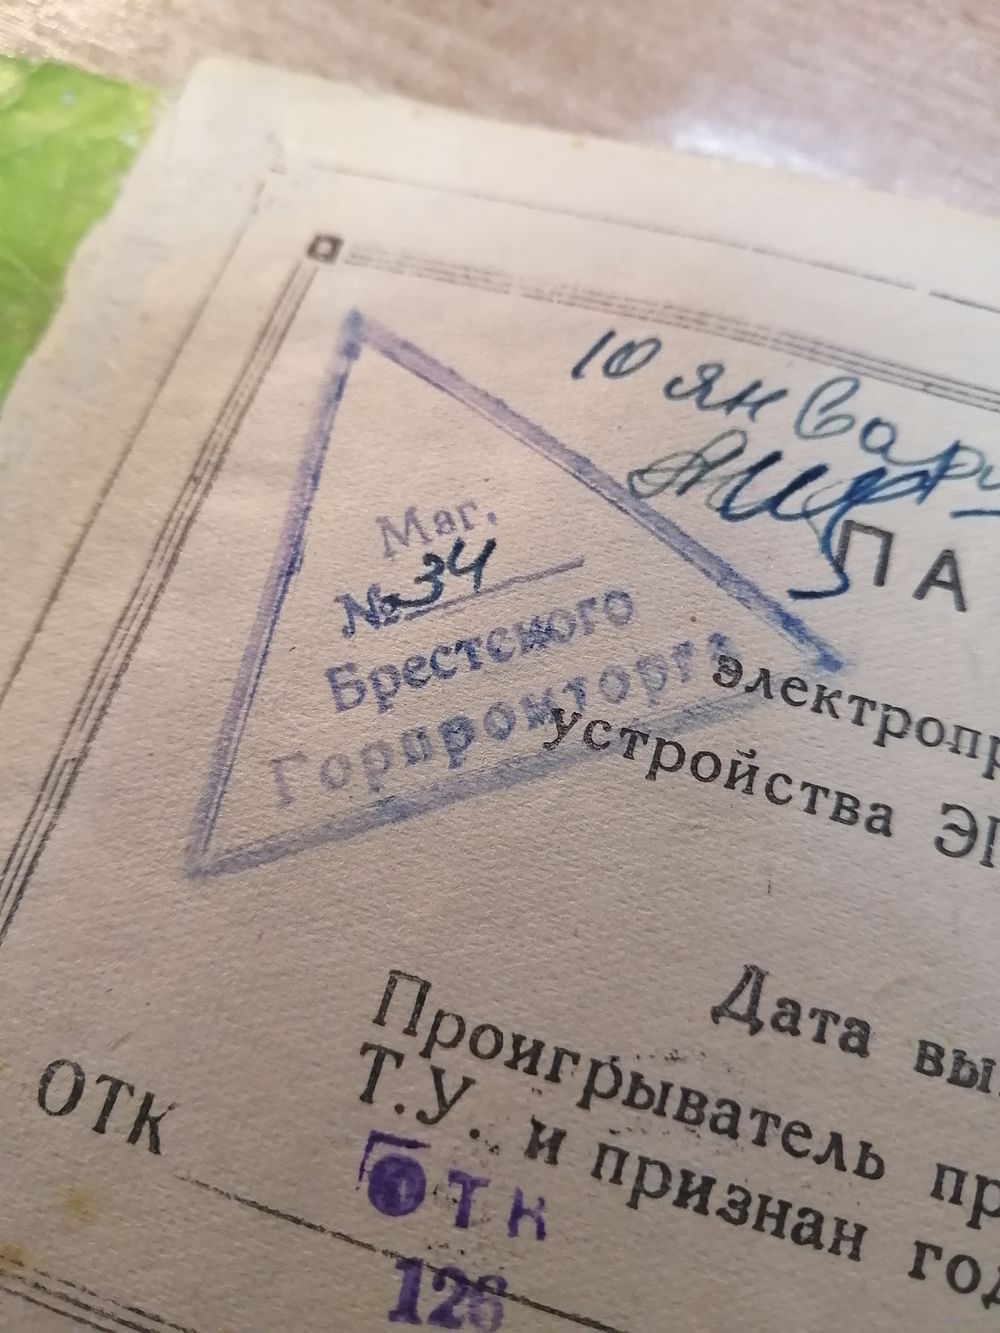 10 января
Маг.
№ 34
Брестского
Горпромторга
ПА
электропр
устройства ЭП
Дата вы
Проигрыватель пр
Т.У. и признан год
ОТК
ОТК
126